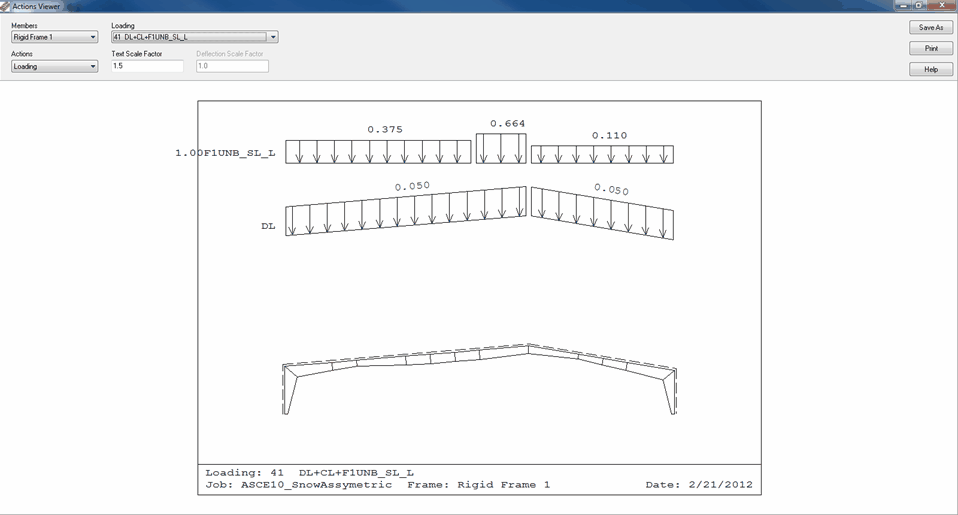 Actions Viewer
Members
Loading
Rigid Frame 1
41 DL+CL+F1UNB_SL_L
Save As
Actions
Text Scale Factor
Deflection Scale Factor
Print
Loading
1.5
1.0
Help
0.375
0.664
0.110
1.00F1UNB_SL_L
0.050
0.050
DL
Loading: 41 DL+CL+F1UNB_SL_L
Job: ASCE10_SnowAssymetric Frame: Rigid Frame 1 Date: 2/21/2012